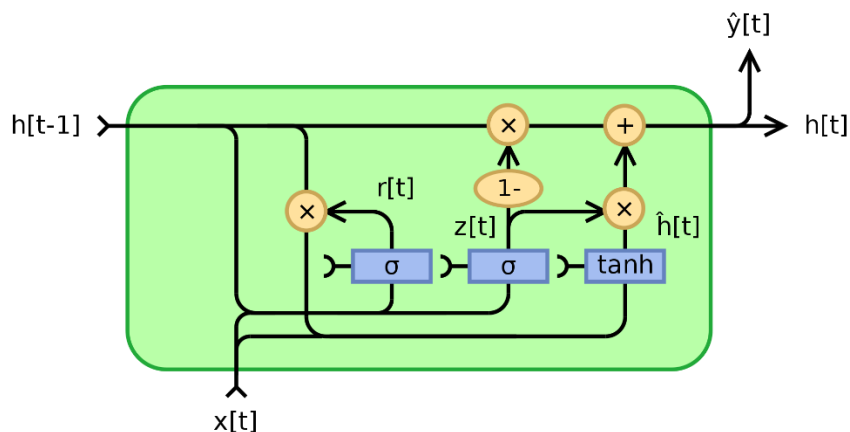 ŷ[t]
h[t-1]
×
+
h[t]
r[t]
1-
×
×
z[t]
ĥ[t]
σ
σ
tanh
x[t]